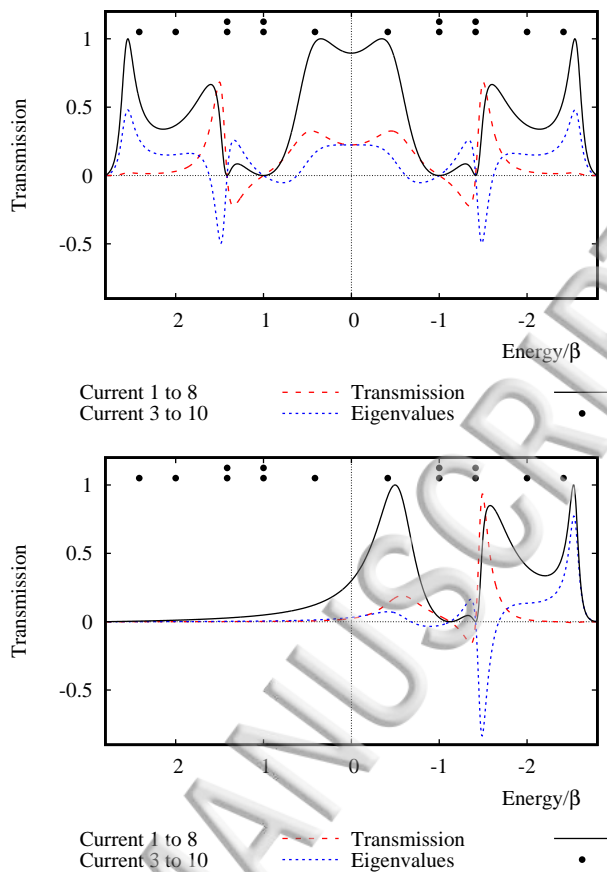 1
0.5
0
-0.5
Transmission
2 1 0 -1 -2
Energy/β
Current 1 to 8 Transmission
Current 3 to 10 Eigenvalues
1
0.5
0
-0.5
Transmission
2 1 0 -1 -2
Energy/β
Current 1 to 8 Transmission
Current 3 to 10 Eigenvalues